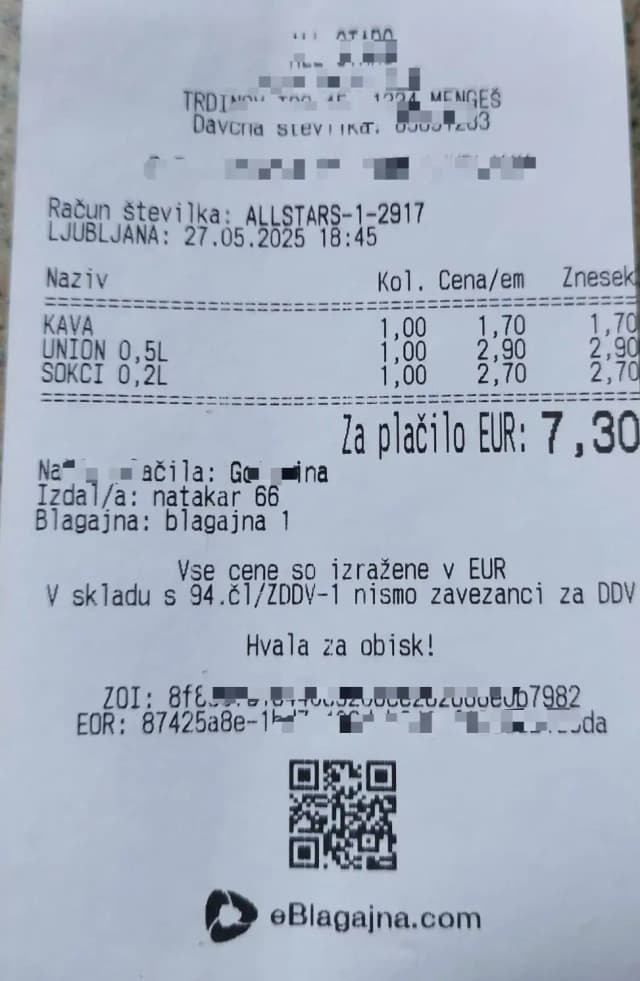 MENGEŠ
Davčna številka:
Račun številka: ALLSTARS-1-2917
LJUBLJANA: 27.05.2025 18:45
Naziv Kol. Cena/em Znesek
KAVA 1,00 1,70 1,70
UNION 0,5L 1,00 2,90 2,90
SOKCI 0,2L 1,00 2,70 2,70
Za plačilo EUR: 7,30
Izdal/a: natakar 66
Blagajna: blagajna 1
Vse cene so izražene v EUR
V skladu s 94.čl/ZDDV-1 nismo zavezanci za DDV
Hvala za obisk!
ZOI:
EOR:
eBlagajna.com